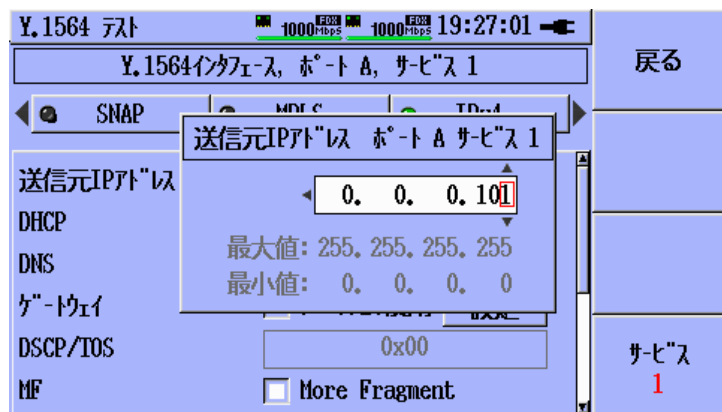 Y.1564 ﾃｽﾄ 1000 FDX Mbps 1000 FDX Mbps 19:27:01
Y.1564ｲﾝﾀﾌｪｰｽ, ﾎﾟｰﾄ A, ｻｰﾋﾞｽ 1
戻る
SNAP MPLS IPv4
送信元IPｱﾄﾞﾚｽ ﾎﾟｰﾄ A ｻｰﾋﾞｽ 1
0. 0. 0. 101
最大値: 255. 255. 255. 255
最小値: 0. 0. 0. 0
送信元IPｱﾄﾞﾚｽ
DHCP
DNS
ｹﾞｰﾄｳｪｲ
DSCP/TOS 0x00
MF More Fragment
ｻｰﾋﾞｽ
1